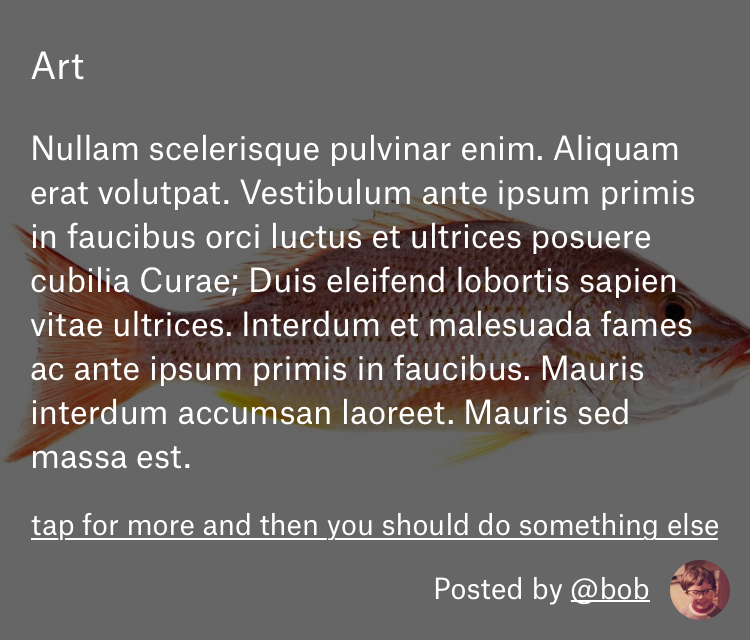 Art
Nullam scelerisque pulvinar enim. Aliquam
erat volutpat. Vestibulum ante ipsum primis
in faucibus orci luctus et ultrices posuere
cubilia Curae; Duis eleifend lobortis sapien
vitae ultrices. Interdum et malesuada fames
ac ante ipsum primis in faucibus. Mauris
interdum accumsan laoreet. Mauris sed
massa est.
tap for more and then you should do something else
Posted by @bob